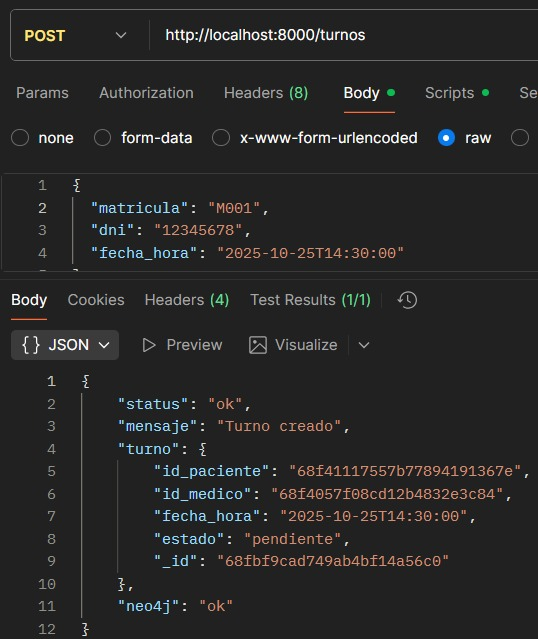 POST http://localhost:8000/turnos
Params Authorization Headers (8) Body Scripts Se
none form-data x-www-form-urlencoded raw
1 {
2 "matricula": "M001",
3 "dni": "12345678",
4 "fecha_hora": "2025-10-25T14:30:00"
Body Cookies Headers (4) Test Results (1/1)
{} JSON Preview Visualize
1 {
2 "status": "ok",
3 "mensaje": "Turno creado",
4 "turno": {
5 "id_paciente": "68f41117557b77894191367e",
6 "id_medico": "68f4057f08cd12b4832e3c84",
7 "fecha_hora": "2025-10-25T14:30:00",
8 "estado": "pendiente",
9 "_id": "68fbf9cad749ab4bf14a56c0"
10 },
11 "neo4j": "ok"
12 }